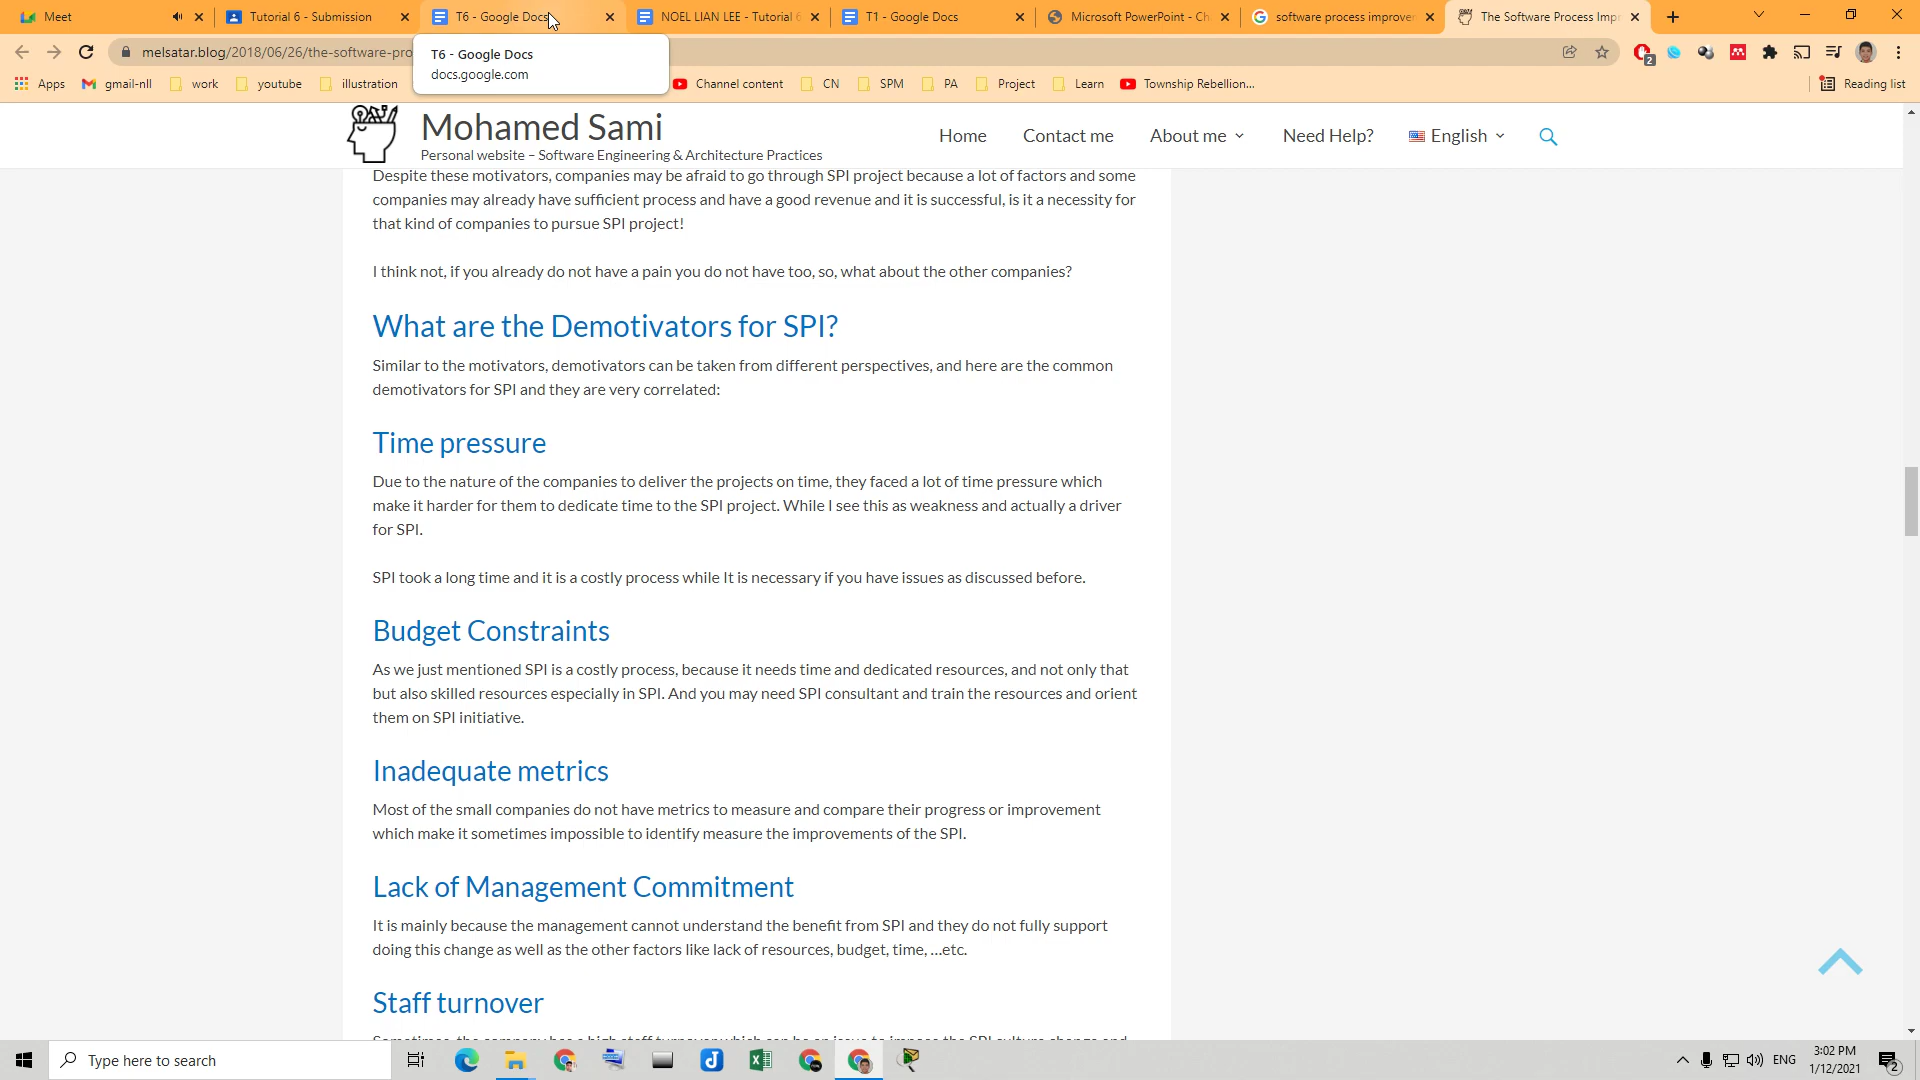 Meet
Tutorial 6 - Submission
T6 - Google Docs
NOEL LIAN LEE - Tutorial 6
T1 - Google Docs
Microsoft PowerPoint - Ch
software process improver
The Software Process Imp
melsatar.blog/2018/06/26/the-software-pro
T6 - Google Docs
docs.google.com
2
Apps
gmail-nll
work
youtube
illustration
Channel content
CN
SPM
PA
Project
Learn
Township Rebellion...
Reading list
Mohamed Sami
Personal website – Software Engineering & Architecture Practices
Home
Contact me
About me
Need Help?
English
Despite these motivators, companies may be afraid to go through SPI project because a lot of factors and some
companies may already have sufficient process and have a good revenue and it is successful, is it a necessity for
that kind of companies to pursue SPI project!
I think not, if you already do not have a pain you do not have too, so, what about the other companies?
What are the Demotivators for SPI?
Similar to the motivators, demotivators can be taken from different perspectives, and here are the common
demotivators for SPI and they are very correlated:
Time pressure
Due to the nature of the companies to deliver the projects on time, they faced a lot of time pressure which
make it harder for them to dedicate time to the SPI project. While I see this as weakness and actually a driver
for SPI.
SPI took a long time and it is a costly process while It is necessary if you have issues as discussed before.
Budget Constraints
As we just mentioned SPI is a costly process, because it needs time and dedicated resources, and not only that
but also skilled resources especially in SPI. And you may need SPI consultant and train the resources and orient
them on SPI initiative.
Inadequate metrics
Most of the small companies do not have metrics to measure and compare their progress or improvement
which make it sometimes impossible to identify measure the improvements of the SPI.
Lack of Management Commitment
It is mainly because the management cannot understand the benefit from SPI and they do not fully support
doing this change as well as the other factors like lack of resources, budget, time, …etc.
Staff turnover
Type here to search
ENG
3:02 PM
1/12/2021
2